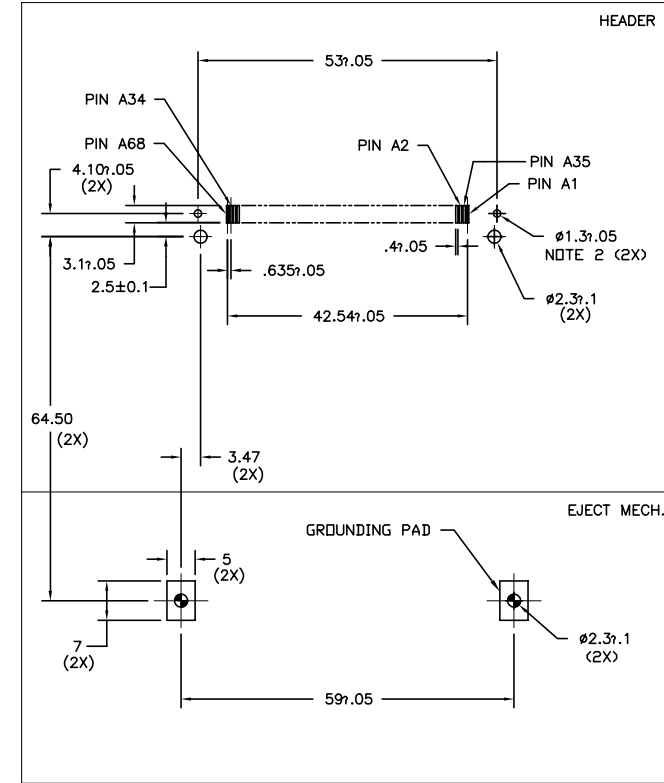 HEADER
53?.05
PIN A34
PIN A68
PIN A2
PIN A35
PIN A1
4.10?.05
(2X)
3.1?.05
2.5±0.1
.635?.05
.4?.05
ø1.3?.05
NOTE 2 (2X)
ø2.3?.1
(2X)
42.54?.05
64.50
(2X)
3.47
(2X)
EJECT MECH.
GROUNDING PAD
5
(2X)
7
(2X)
ø2.3?.1
(2X)
59?.05